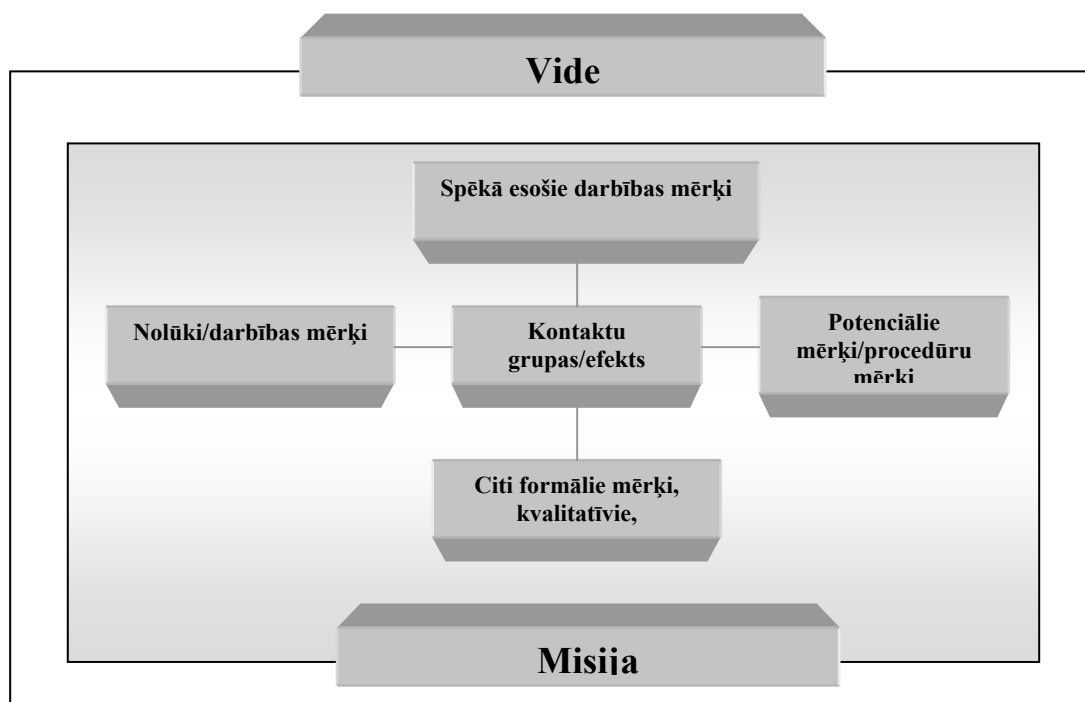 Vide
Spēkā esošie darbības mērķi
Nolūki/darbības mērķi
Kontaktu
grupas/efekts
Potenciālie
mērķi/procedūru
mērķi
Citi formālie mērķi,
kvalitatīvie,
Misija